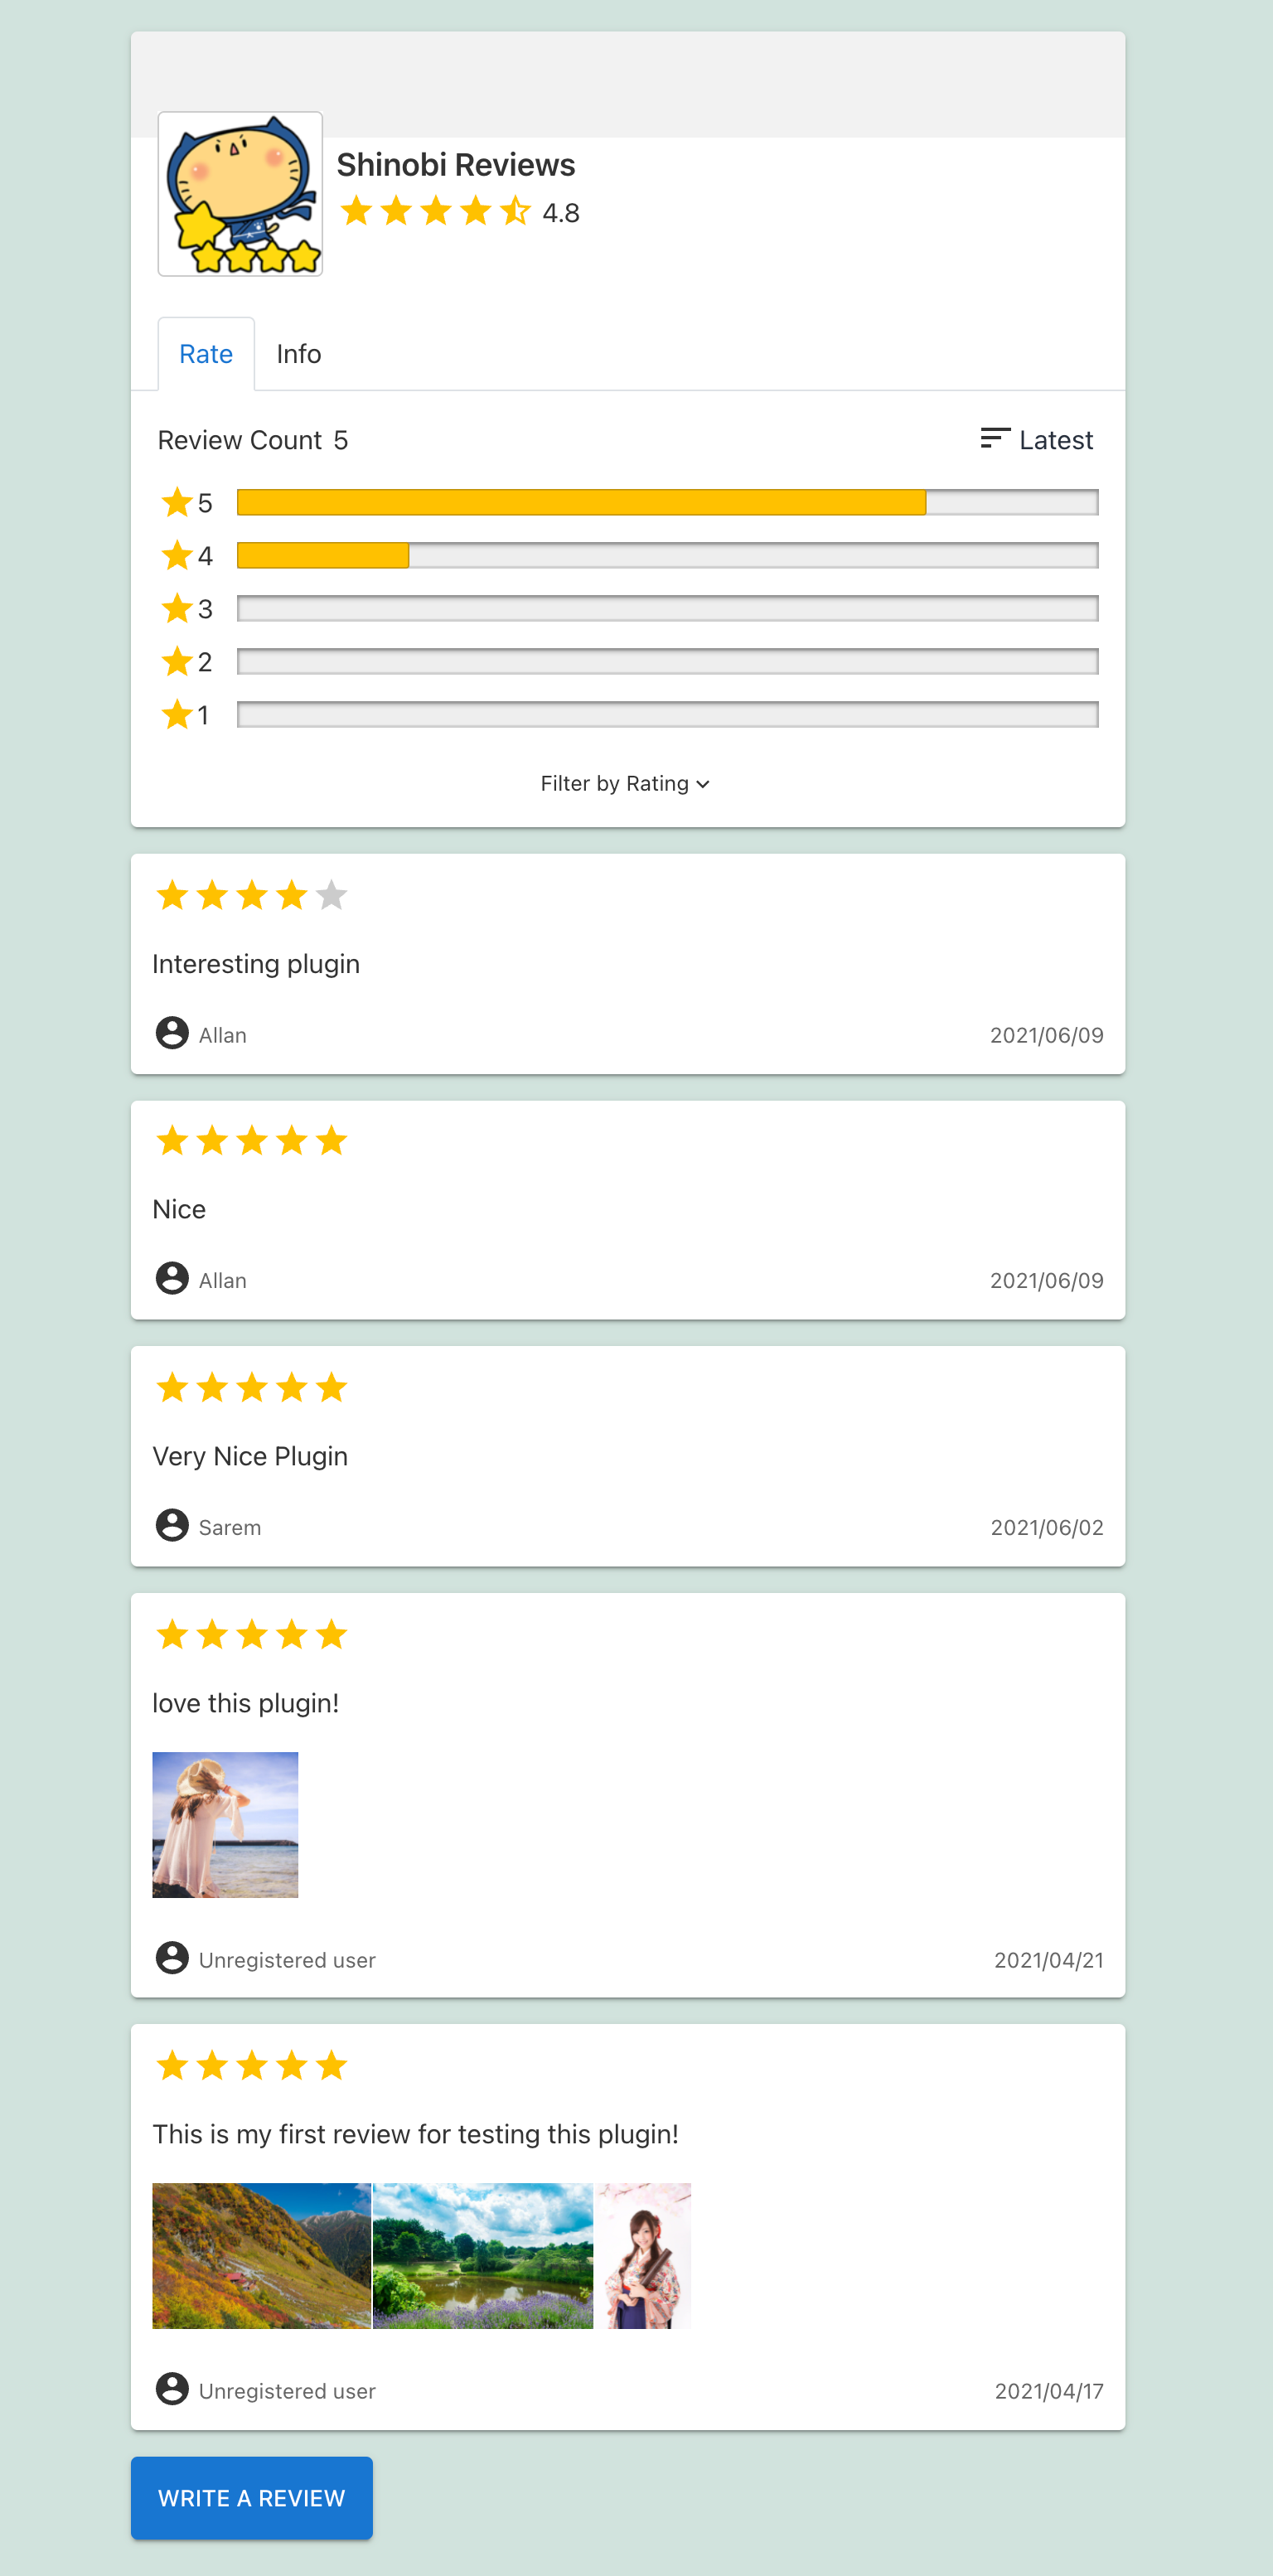 Shinobi Reviews
4.8
Rate Info
Review Count 5 Latest
5
4
3
2
1
Filter by Rating
Interesting plugin
Allan 2021/06/09
Nice
Allan 2021/06/09
Very Nice Plugin
Sarem 2021/06/02
love this plugin!
Unregistered user 2021/04/21
This is my first review for testing this plugin!
Unregistered user 2021/04/17
WRITE A REVIEW